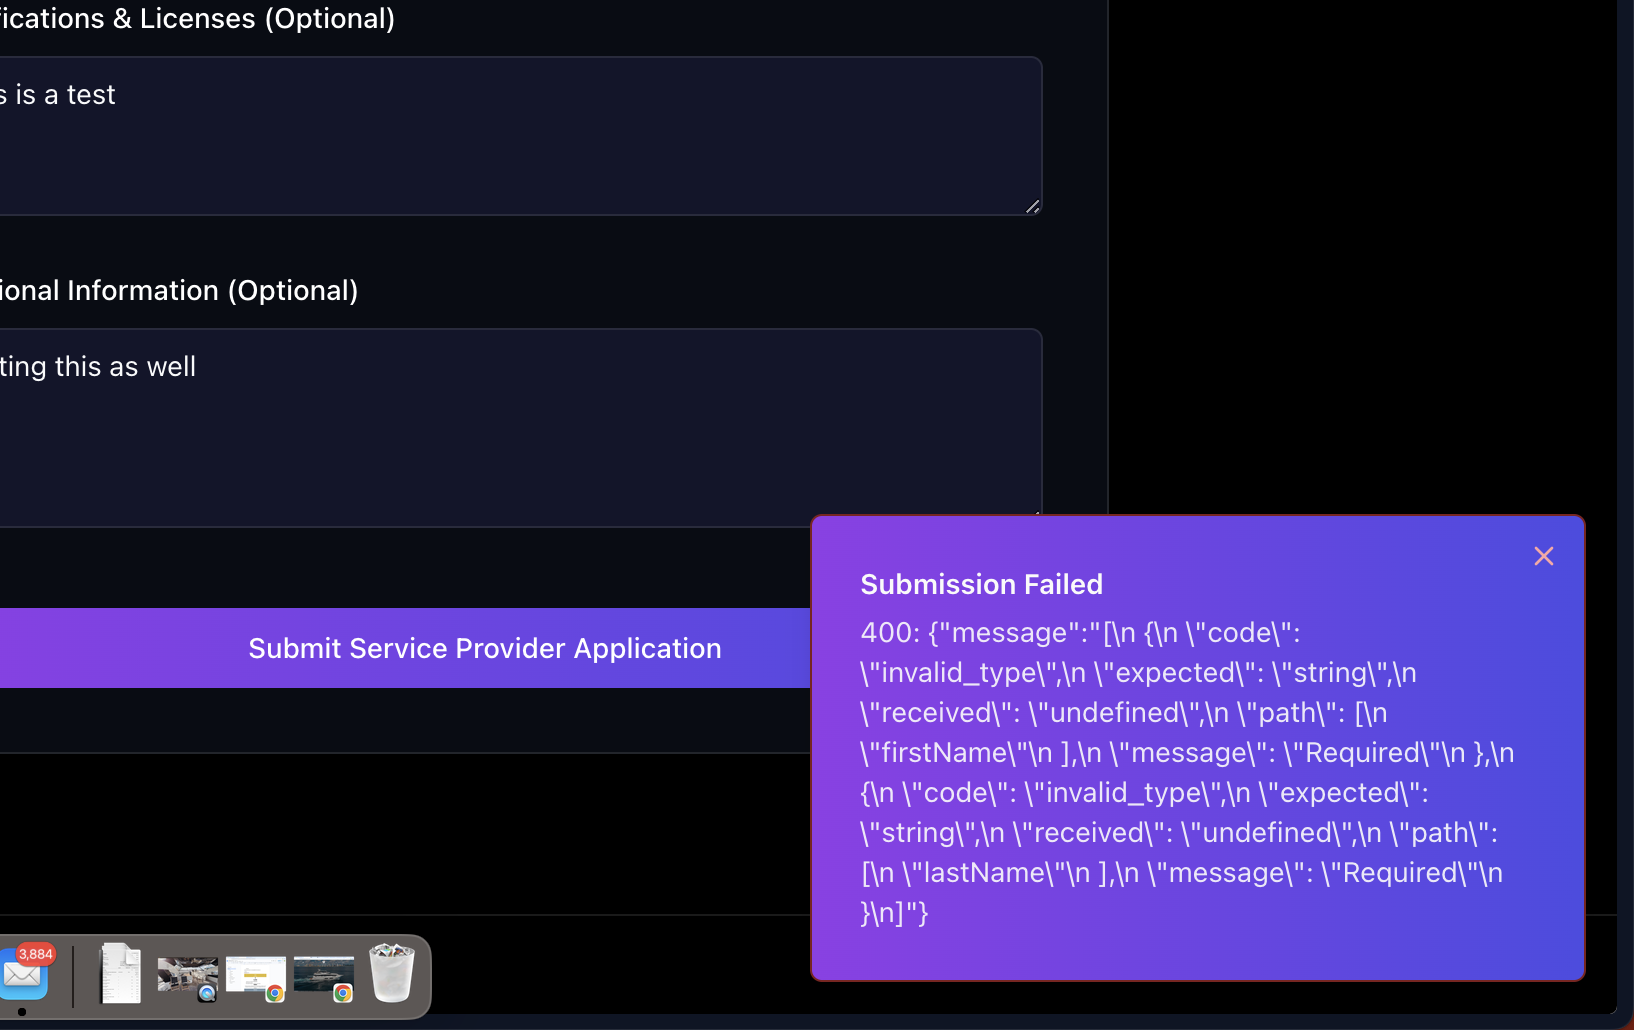 ications & Licenses (Optional)
s is a test
ional Information (Optional)
ting this as well
Submit Service Provider Application
Submission Failed
400: {"message":"[\n {\n \"code\":
\"invalid_type\",\n \"expected\": \"string\",\n
\"received\": \"undefined\",\n \"path\": [\n
\"firstName\"\n ],\n \"message\": \"Required\"\n },\n
{\n \"code\": \"invalid_type\",\n \"expected\":
\"string\",\n \"received\": \"undefined\",\n \"path\":
[\n \"lastName\"\n ],\n \"message\": \"Required\"\n
}\n]"}
3,884